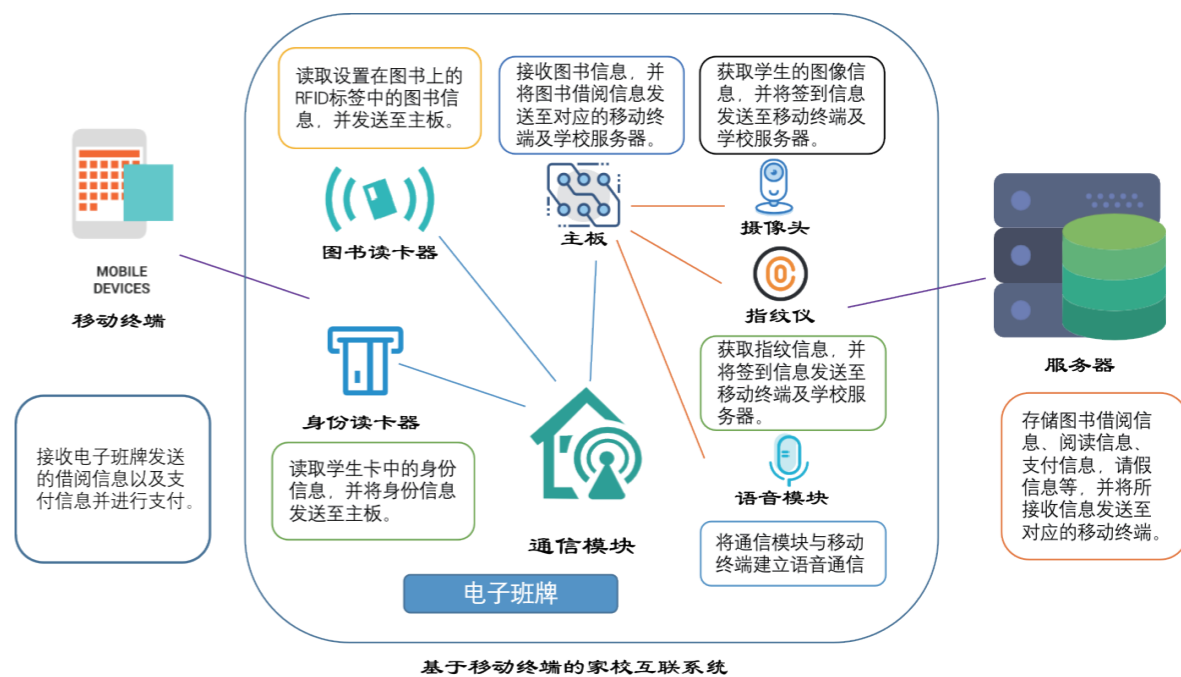 读取设置在图书上的
RFID标签中的图书信
息，并发送至主板。
接收图书信息，并
将图书借阅信息发
送至对应的移动终
端及学校服务器。
获取学生的图像信
息，并将签到信息
发送至移动终端及
学校服务器。
图书读卡器
主板
摄像头
MOBILE
DEVICES
移动终端
指纹仪
服务器
获取指纹信息，并
将签到信息发送至
移动终端及学校服
务器。
身份读卡器
接收电子班牌发送
的借阅信息以及支
付信息并进行支付。
读取学生卡中的身份
信息，并将身份信息
发送至主板。
通信模块
语音模块
将通信模块与移动
终端建立语音通信
存储图书借阅信
息、阅读信息、
支付信息，请假
信息等，并将所
接收信息发送至
对应的移动终端。
电子班牌
基于移动终端的家校互联系统